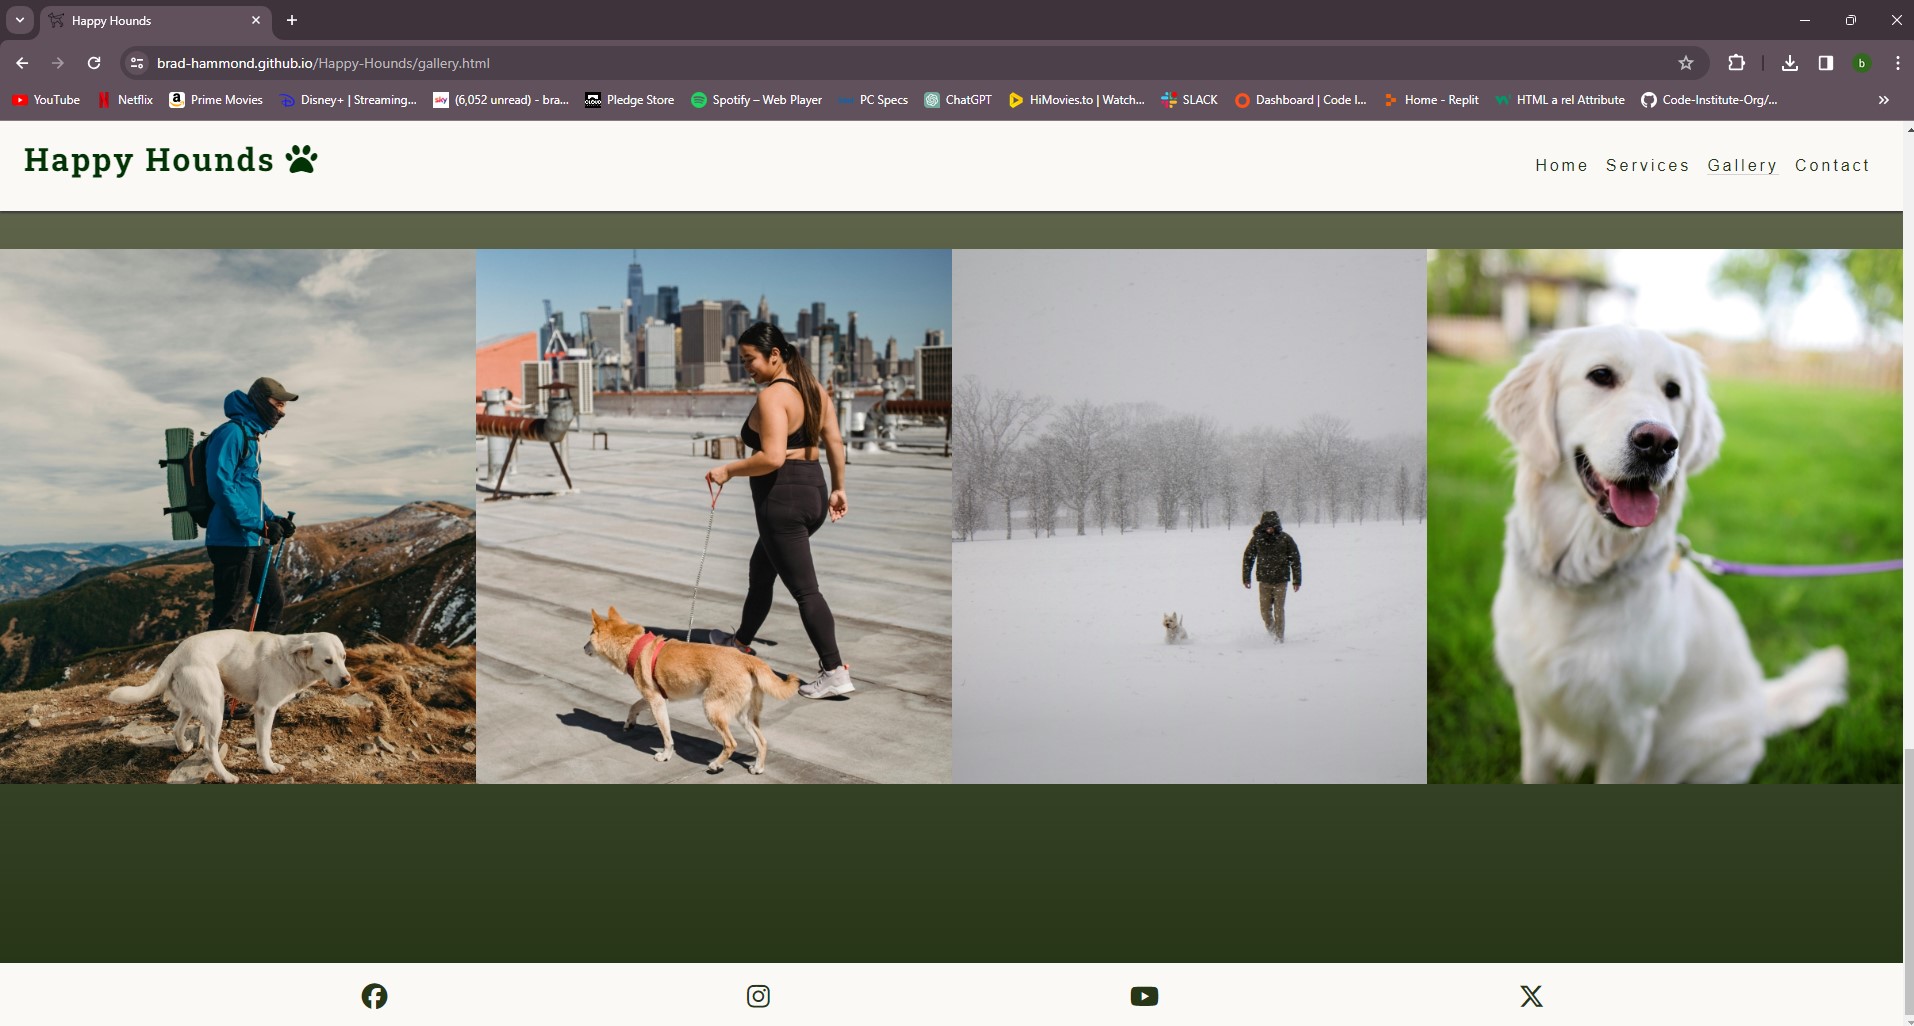 Happy Hounds
brad-hammond.github.io/Happy-Hounds/gallery.html
b
YouTube
Netflix
Prime Movies
Disney+ | Streaming...
sky
(6,052 unread) - bra...
Pledge Store
Spotify – Web Player
PC Specs
ChatGPT
HiMovies.to | Watch...
SLACK
Dashboard | Code I...
Home - Replit
HTML a rel Attribute
Code-Institute-Org/...
Happy Hounds
Home
Services
Gallery
Contact